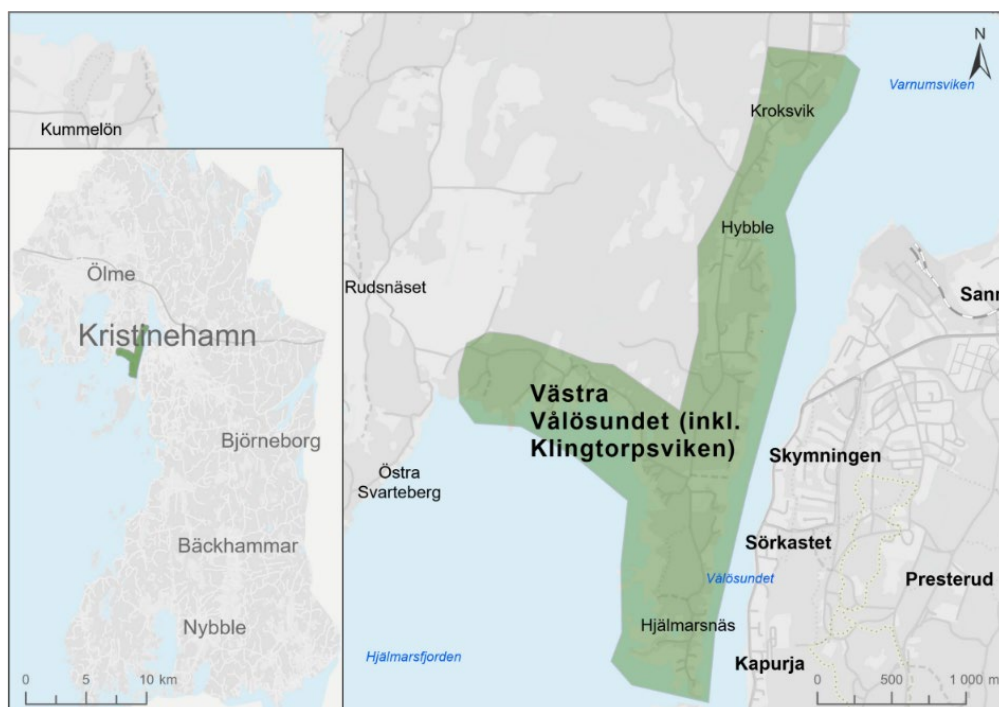 N
Varnumsviken
Kroksvik
Kummelön
Hybble
Ölme
Rudsnäset
Sanr
Kristinehamn
Västra
Vålösundet (inkl.
Klingtorpsviken)
Björneborg
Skymningen
Östra
Svarteberg
Bäckhammar
Sörkastet
Vålösundet
Presterud
Nybble
Hjälmarsnäs
Hjälmarsfjorden
Kapurja
0 5 10 km
0 500 1 000 m